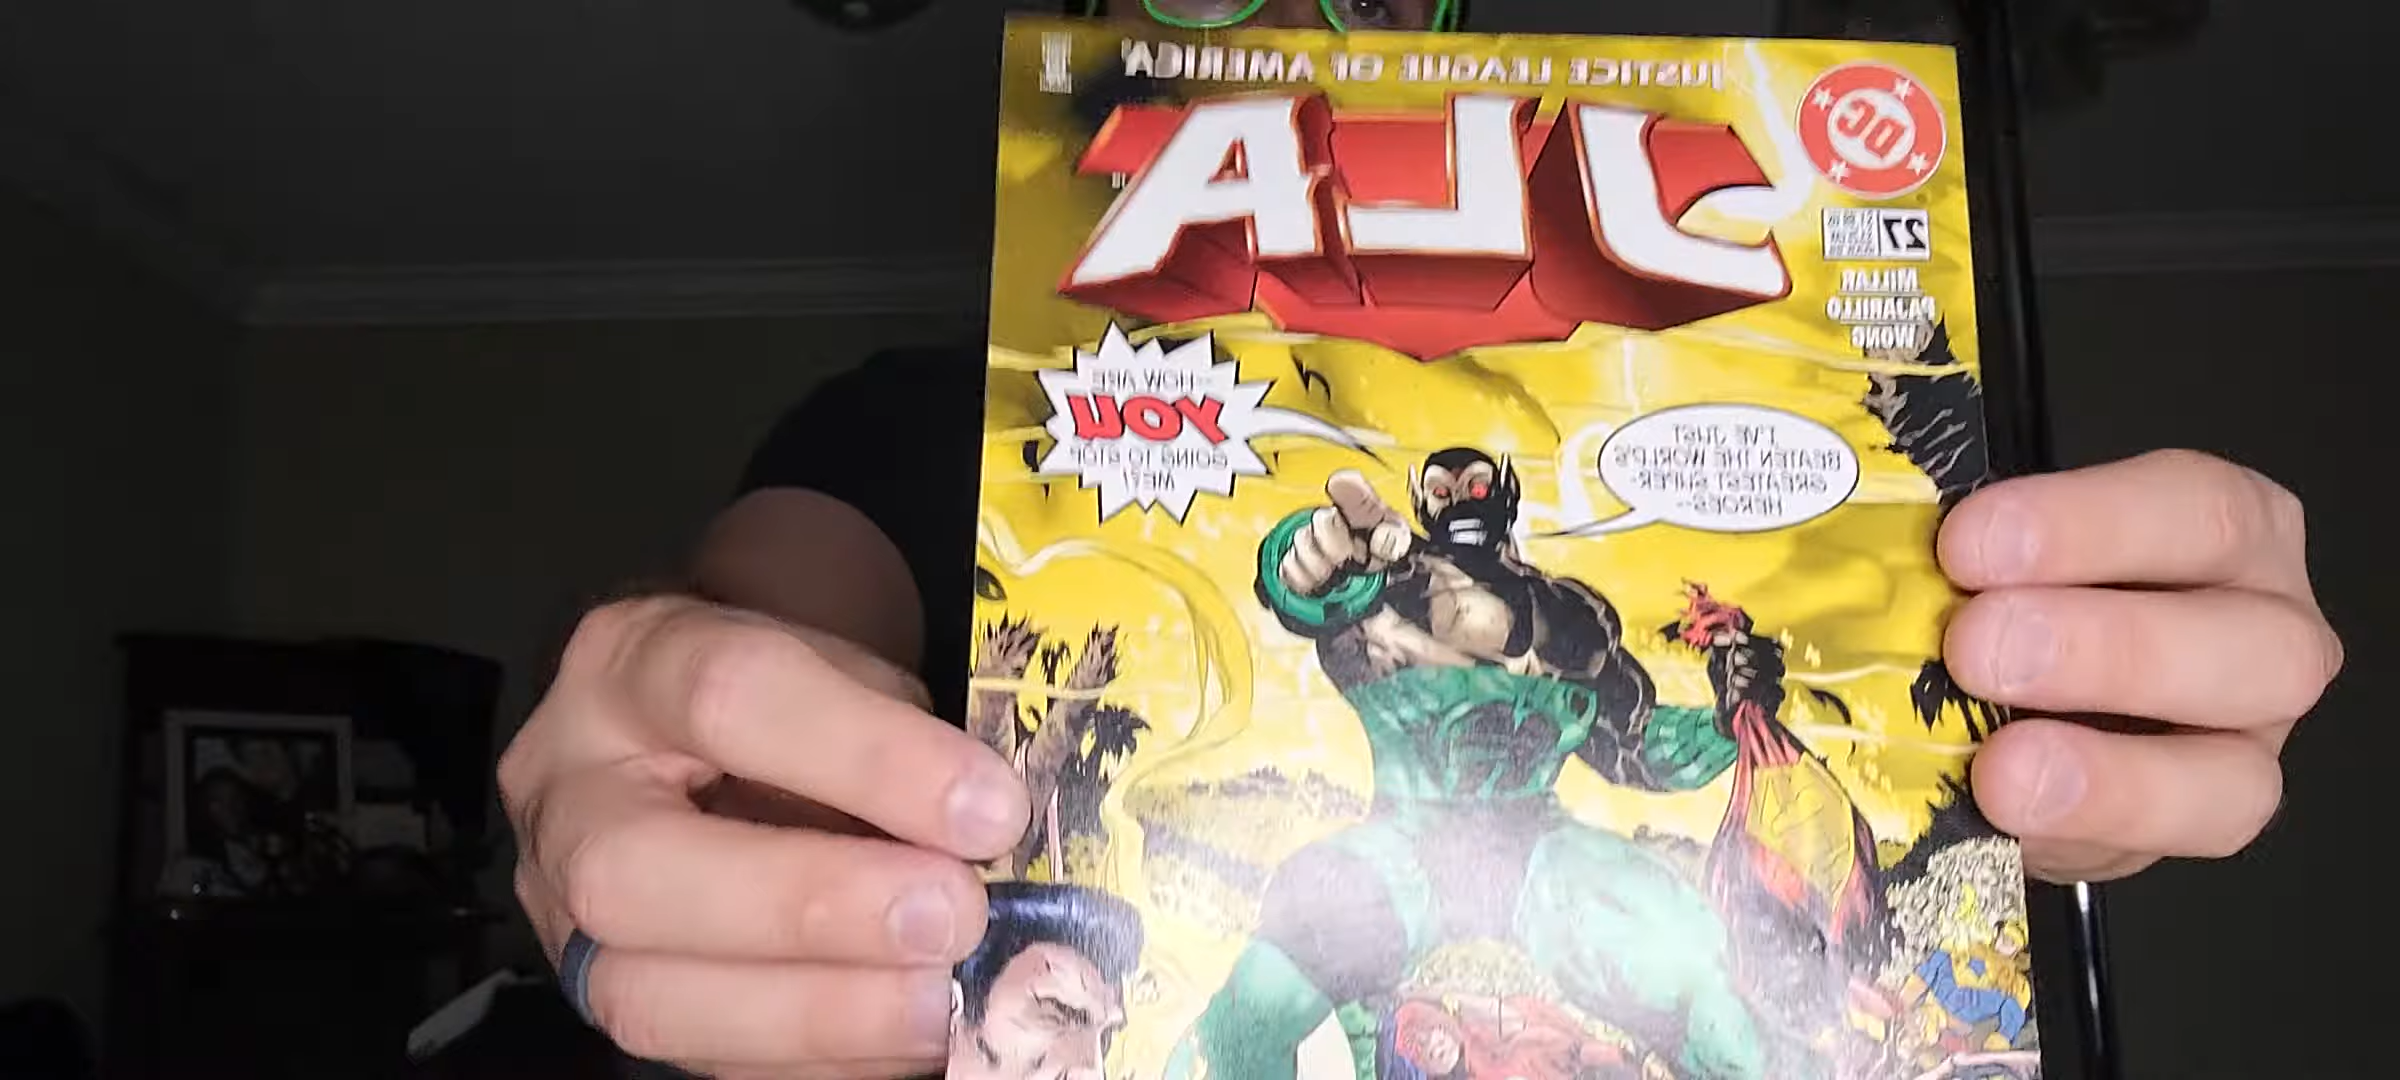 JUSTICE LEAGUE OF AMERICA
JLA
DC
27
MILLAR
PAJARILLO
WONG
I'VE JUST
BEATEN THE WORLD'S
GREATEST SUPER-
HEROES--
--HOW ARE
YOU
GOING TO STOP
ME?!